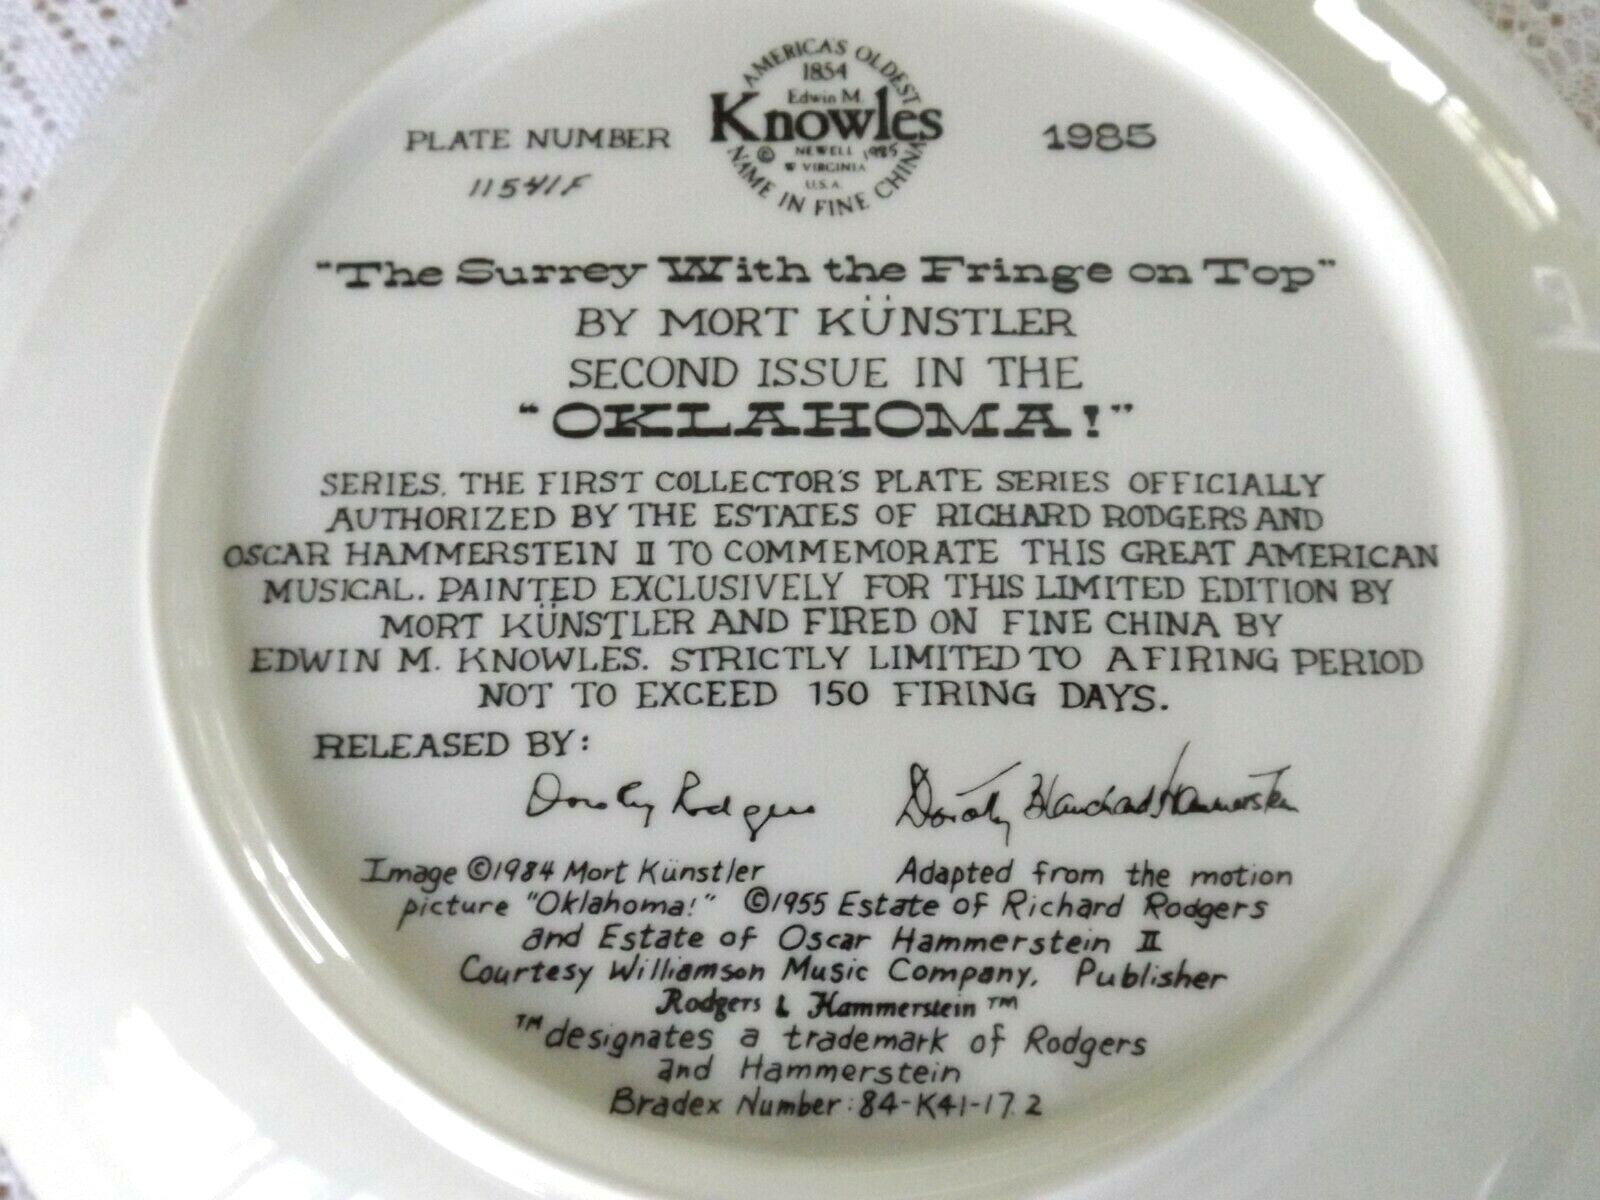 AMERICA'S OLDEST
1854
Edwin M.
Knowles
© NEWELL 1985
W VIRGINIA
U.S.A.
NAME IN FINE CHINA
PLATE NUMBER
11541F
1985
"The Surrey With the Fringe on Top"
BY MORT KÜNSTLER
SECOND ISSUE IN THE
"OKLAHOMA!"
SERIES. THE FIRST COLLECTOR'S PLATE SERIES OFFICIALLY
AUTHORIZED BY THE ESTATES OF RICHARD RODGERS AND
OSCAR HAMMERSTEIN II TO COMMEMORATE THIS GREAT AMERICAN
MUSICAL. PAINTED EXCLUSIVELY FOR THIS LIMITED EDITION BY
MORT KÜNSTLER AND FIRED ON FINE CHINA BY
EDWIN M. KNOWLES. STRICTLY LIMITED TO A FIRING PERIOD
NOT TO EXCEED 150 FIRING DAYS.
RELEASED BY:
Dorothy Rodgers Dorothy Blanchard Hammerstein
Image ©1984 Mort Künstler Adapted from the motion
picture "Oklahoma!" ©1955 Estate of Richard Rodgers
and Estate of Oscar Hammerstein II
Courtesy Williamson Music Company, Publisher
Rodgers & Hammerstein ™
™designates a trademark of Rodgers
and Hammerstein
Bradex Number: 84-K41-17.2